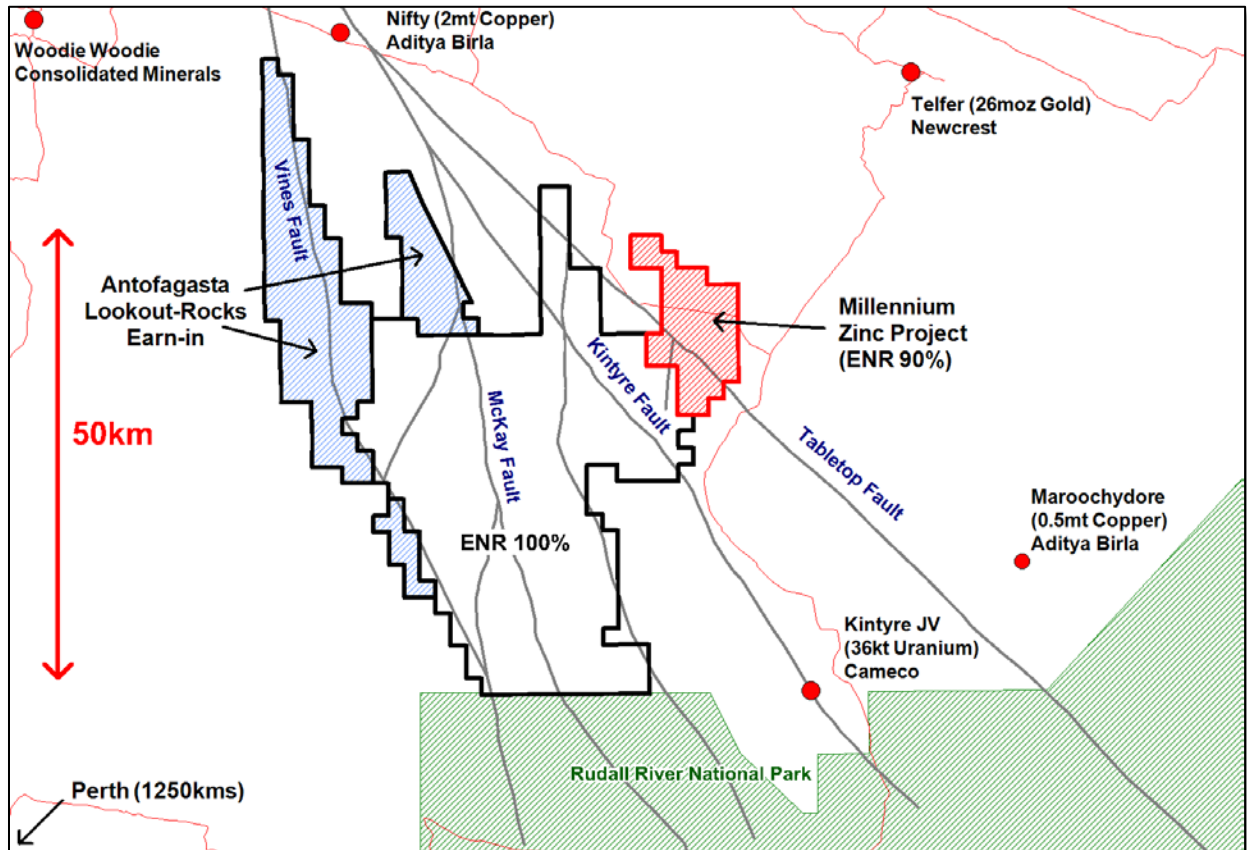 Nifty (2mt Copper)
Aditya Birla
Woodie Woodie
Consolidated Minerals
Telfer (26moz Gold)
Newcrest
Vines Fault
Antofagasta
Lookout-Rocks
Earn-in
Millennium
Zinc Project
(ENR 90%)
50km
Kintyre Fault
McKay Fault
Tabletop Fault
Maroochydore
(0.5mt Copper)
Aditya Birla
ENR 100%
Kintyre JV
(36kt Uranium)
Cameco
Rudall River National Park
Perth (1250kms)